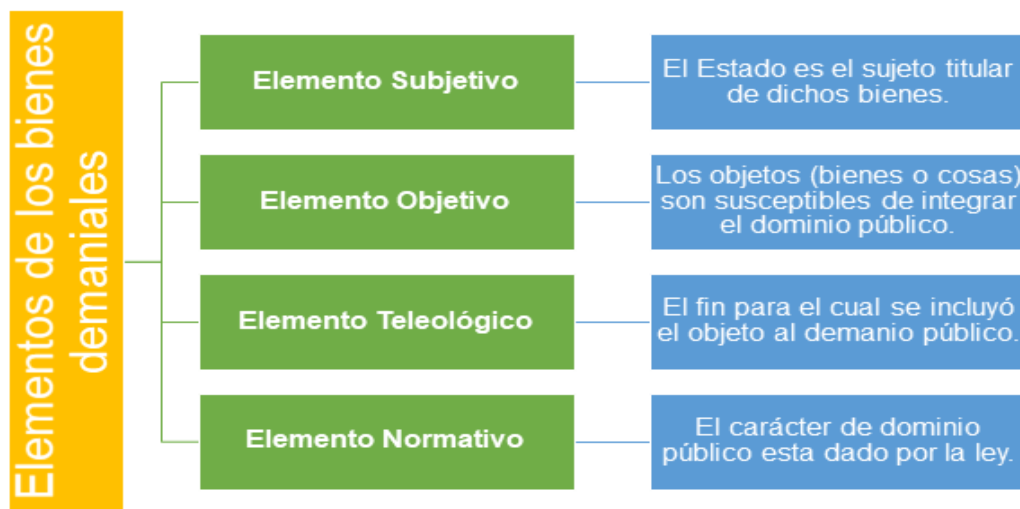 Elementos de los bienes
demaniales
Elemento Subjetivo
El Estado es el sujeto titular
de dichos bienes.
Elemento Objetivo
Los objetos (bienes o cosas)
son susceptibles de integrar
el dominio público.
Elemento Teleológico
El fin para el cual se incluyó
el objeto al demanio público.
Elemento Normativo
El carácter de dominio
público esta dado por la ley.